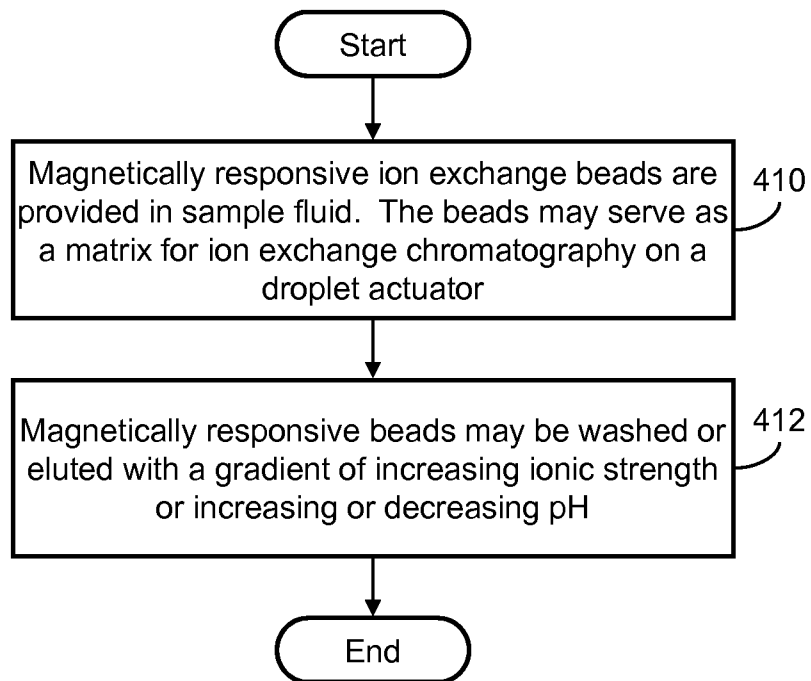 Start
Magnetically responsive ion exchange beads are
provided in sample fluid.  The beads may serve as
a matrix for ion exchange chromatography on a
droplet actuator
410
Magnetically responsive beads may be washed or
eluted with a gradient of increasing ionic strength
or increasing or decreasing pH
412
End